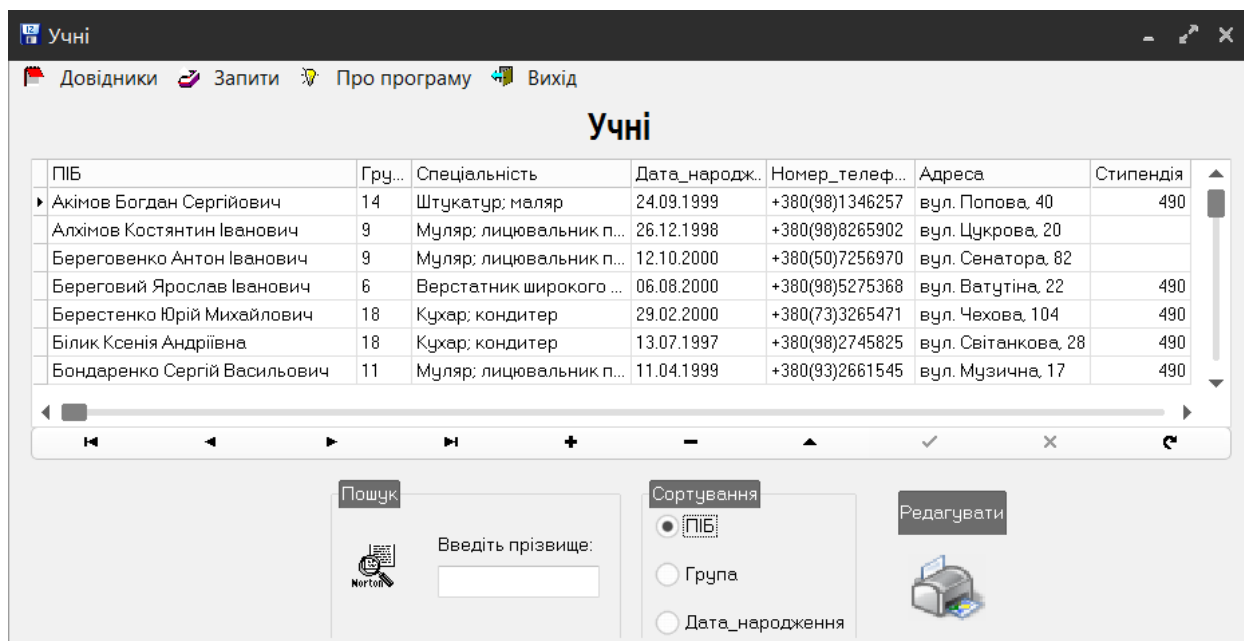 Учні
Довідники Запити Про програму Вихід
Учні
ПІБ Гру... Спеціальність Дата_народж.. Номер_телеф... Адреса Стипендія
Акімов Богдан Сергійович 14 Штукатур; маляр 24.09.1999 +380(98)1346257 вул. Попова, 40 490
Алхімов Костянтин Іванович 9 Муляр; лицювальник п... 26.12.1998 +380(98)8265902 вул. Цукрова, 20
Береговенко Антон Іванович 9 Муляр; лицювальник п... 12.10.2000 +380(50)7256970 вул. Сенатора, 82
Береговий Ярослав Іванович 6 Верстатник широкого ... 06.08.2000 +380(98)5275368 вул. Ватутіна, 22 490
Берестенко Юрій Михайлович 18 Кухар; кондитер 29.02.2000 +380(73)3265471 вул. Чехова, 104 490
Білик Ксенія Андріївна 18 Кухар; кондитер 13.07.1997 +380(98)2745825 вул. Світанкова, 28 490
Бондаренко Сергій Васильович 11 Муляр; лицювальник п... 11.04.1999 +380(93)2661545 вул. Музична, 17 490
Пошук
Введіть прізвище:
Norton
Сортування
ПІБ
Група
Дата_народження
Редагувати